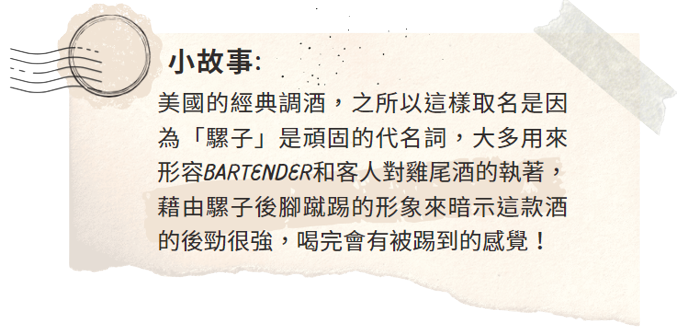 小故事:
美國的經典調酒，之所以這樣取名是因
為「騾子」是頑固的代名詞，大多用來
形容BARTENDER和客人對雞尾酒的執著，
藉由騾子後腳蹴踢的形象來暗示這款酒
的後勁很強，喝完會有被踢到的感覺！